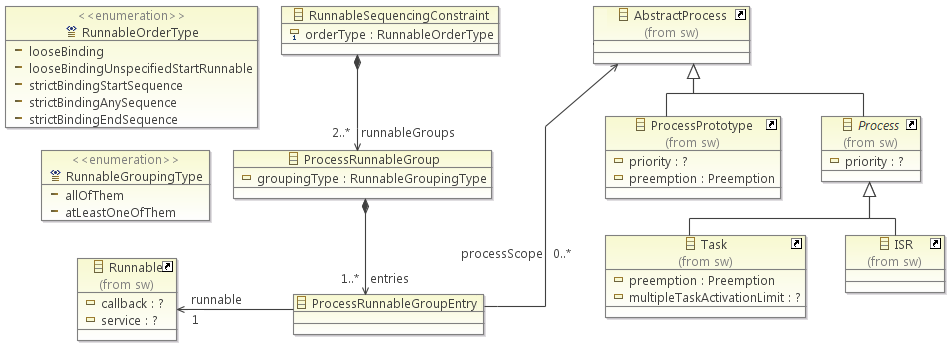 <<enumeration>>
RunnableOrderType
looseBinding
looseBindingUnspecifiedStartRunnable
strictBindingStartSequence
strictBindingAnySequence
strictBindingEndSequence
RunnableSequencingConstraint
orderType : RunnableOrderType
AbstractProcess
(from sw)
2..* runnableGroups
ProcessPrototype
(from sw)
priority : ?
preemption : Preemption
Process
(from sw)
priority : ?
<<enumeration>>
RunnableGroupingType
allOfThem
atLeastOneOfThem
ProcessRunnableGroup
groupingType : RunnableGroupingType
processScope 0..*
Task
(from sw)
preemption : Preemption
multipleTaskActivationLimit : ?
ISR
(from sw)
1..* entries
Runnable
(from sw)
callback : ?
service : ?
runnable
1
ProcessRunnableGroupEntry